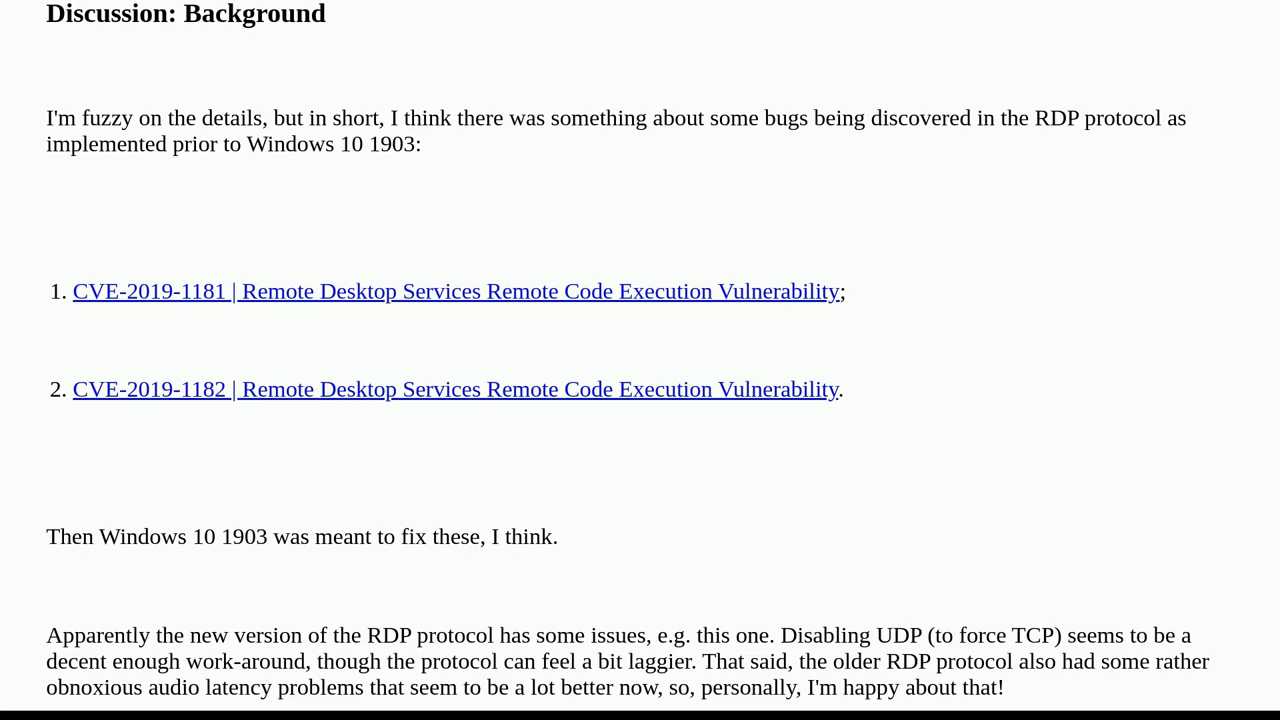 Discussion: Background
I'm fuzzy on the details, but in short, I think there was something about some bugs being discovered in the RDP protocol as
implemented prior to Windows 10 1903:
1. CVE-2019-1181 | Remote Desktop Services Remote Code Execution Vulnerability;
2. CVE-2019-1182 | Remote Desktop Services Remote Code Execution Vulnerability.
Then Windows 10 1903 was meant to fix these, I think.
Apparently the new version of the RDP protocol has some issues, e.g. this one. Disabling UDP (to force TCP) seems to be a
decent enough work-around, though the protocol can feel a bit laggier. That said, the older RDP protocol also had some rather
obnoxious audio latency problems that seem to be a lot better now, so, personally, I'm happy about that!